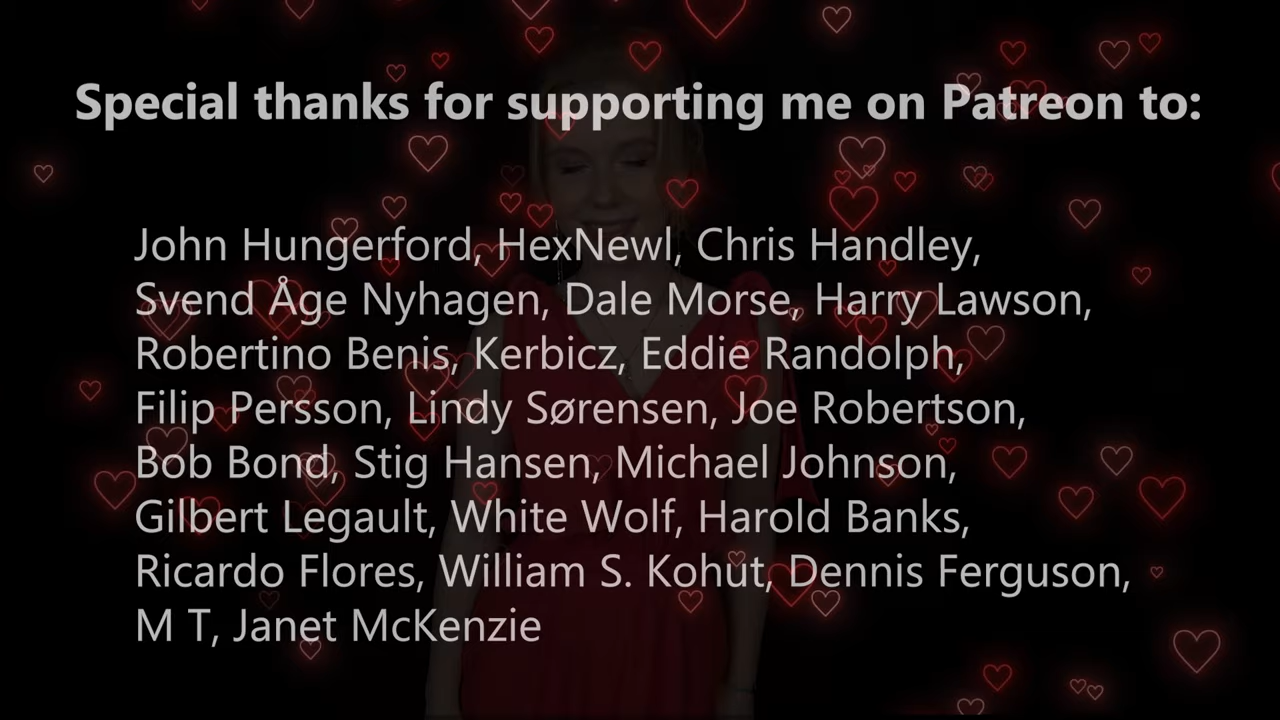 Special thanks for supporting me on Patreon to:
John Hungerford, HexNewl, Chris Handley,
Svend Åge Nyhagen, Dale Morse, Harry Lawson,
Robertino Benis, Kerbicz, Eddie Randolph,
Filip Persson, Lindy Sørensen, Joe Robertson,
Bob Bond, Stig Hansen, Michael Johnson,
Gilbert Legault, White Wolf, Harold Banks,
Ricardo Flores, William S. Kohut, Dennis Ferguson,
M T, Janet McKenzie